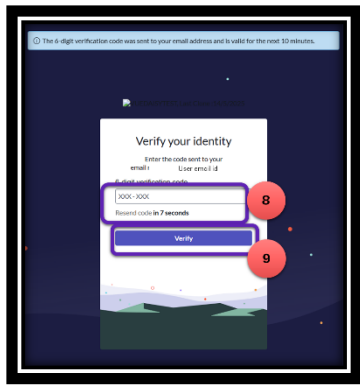 The 6-digit verification code was sent to your email address and is valid for the next 10 minutes.
Verify your identity
Enter the code sent to your
email User email id
6-digit verification code
XXX-XXX
Resend code in 7 seconds
8
Verify
9